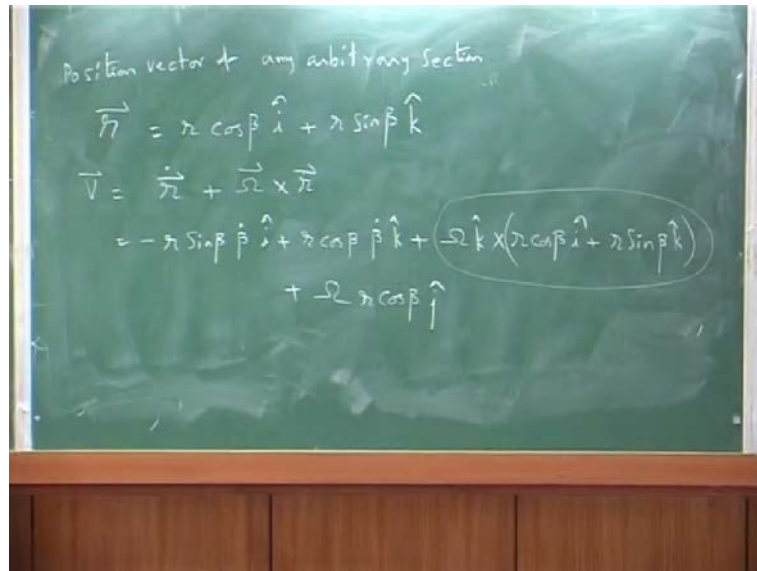 Position vector of any arbitrary section
r⃗ = r cosβ î + r sinβ k̂
V⃗ = ṙ⃗ + Ω⃗ × r⃗
= - r sinβ β̇ î + r cosβ β̇ k̂ + Ω k̂ × (r cosβ î + r sinβ k̂)
+ Ω r cosβ ĵ